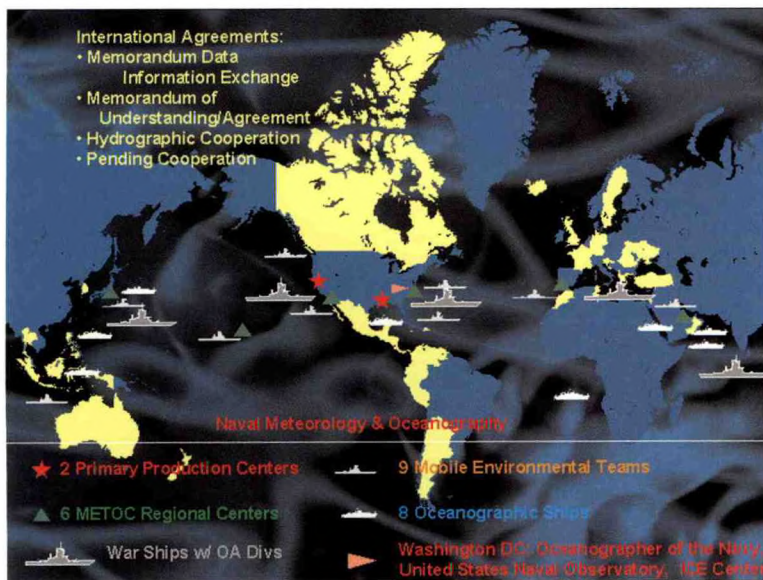 International Agreements:
• Memorandum Data
Information Exchange
• Memorandum of
Understanding/Agreement
• Hydrographic Cooperation
• Pending Cooperation
Naval Meteorology & Oceanography
2 Primary Production Centers
9 Mobile Environmental Teams
6 METOC Regional Centers
8 Oceanographic Ships
War Ships w/ OA Divs
Washington DC: Oceanographer of the Navy,
United States Naval Observatory, ICE Center